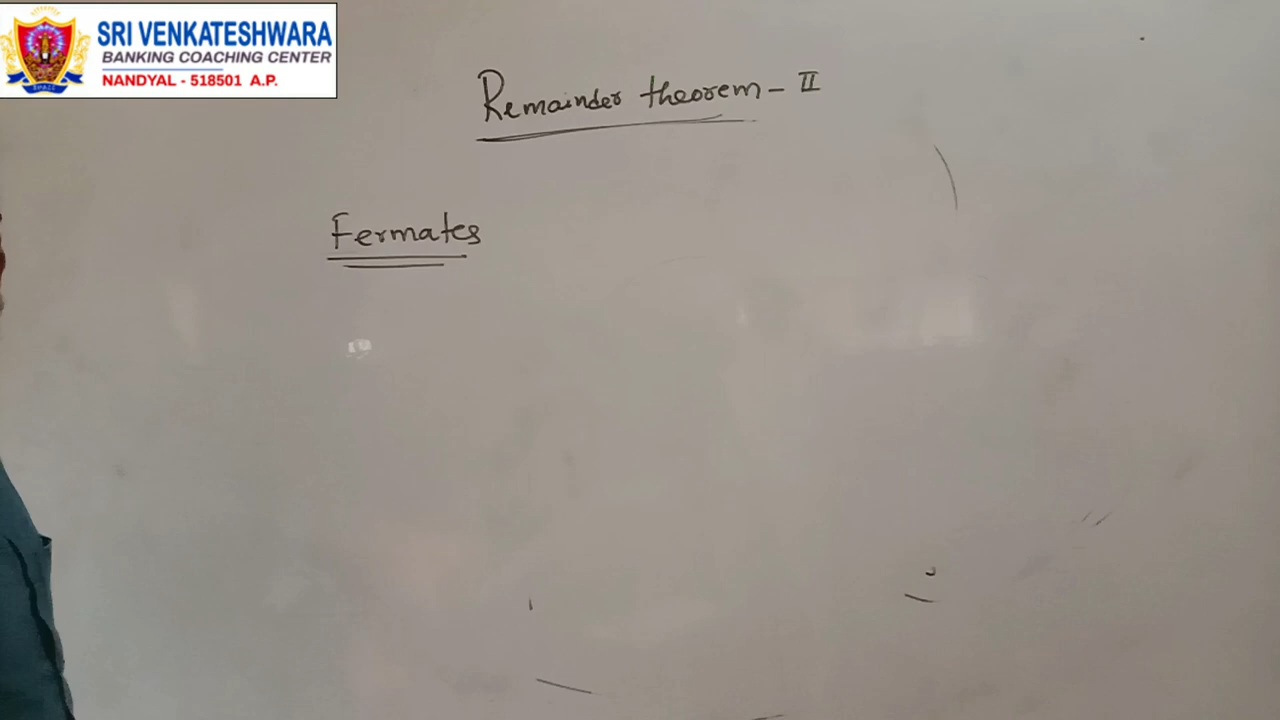 SRI VENKATESHWARA
BANKING COACHING CENTER
NANDYAL - 518501 A.P.
Remainder theorem - II
Fermates